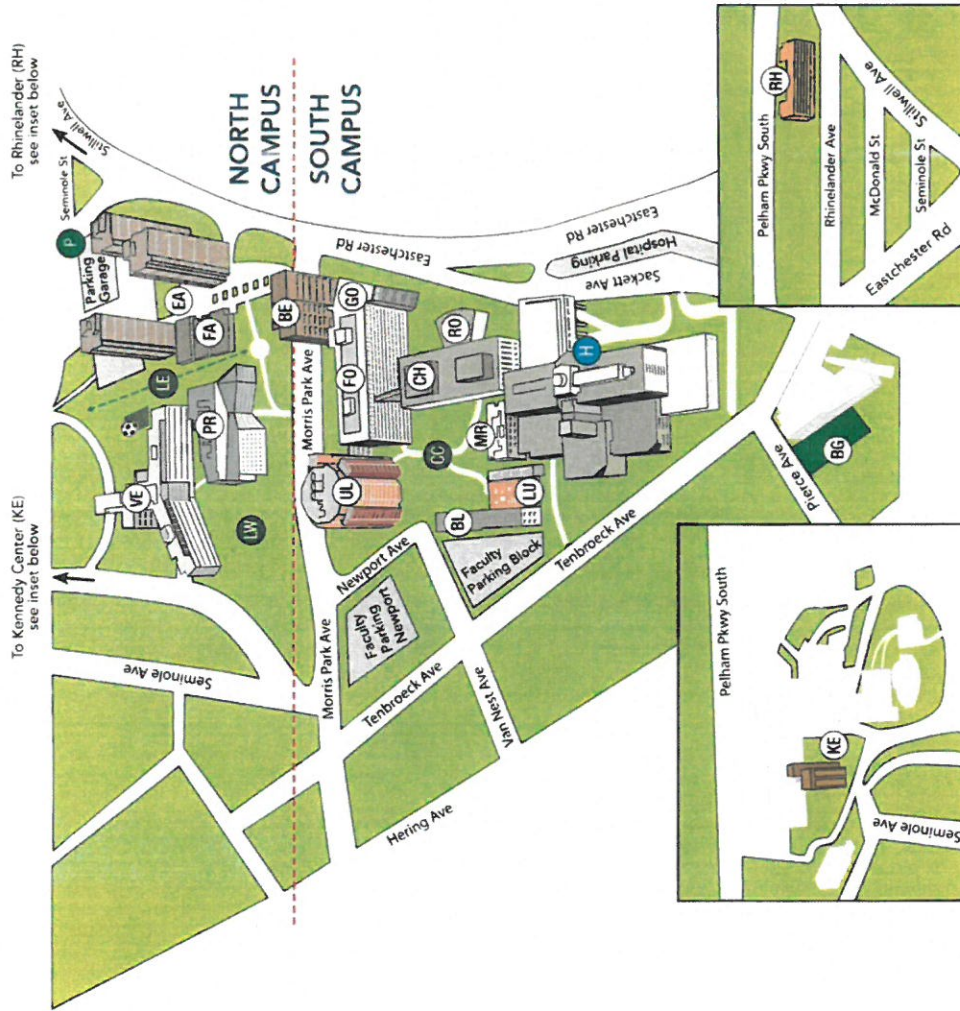 To Rhinelander (RH)
see inset below
To Kennedy Center (KE)
see inset below
Stillwell Ave
Seminole St
P
Parking
Garage
EA
FA
LE
PR
VE
LW
NORTH
CAMPUS
SOUTH
CAMPUS
Seminole Ave
Morris Park Ave
Morris Park Ave
Eastchester Rd
Eastchester Rd
BE
GO
FO
UL
CH
RO
CC
MR
H
LU
BL
Hospital Parking
Sackett Ave
Newport Ave
Faculty
Parking
Newport
Faculty
Parking Block
Tenbroeck Ave
Tenbroeck Ave
Van Nest Ave
Hering Ave
Pierce Ave
BG
Pelham Pkwy South
KE
Seminole Ave
Pelham Pkwy South
RH
Rhinelander Ave
Stillwell Ave
McDonald St
Seminole St
Eastchester Rd